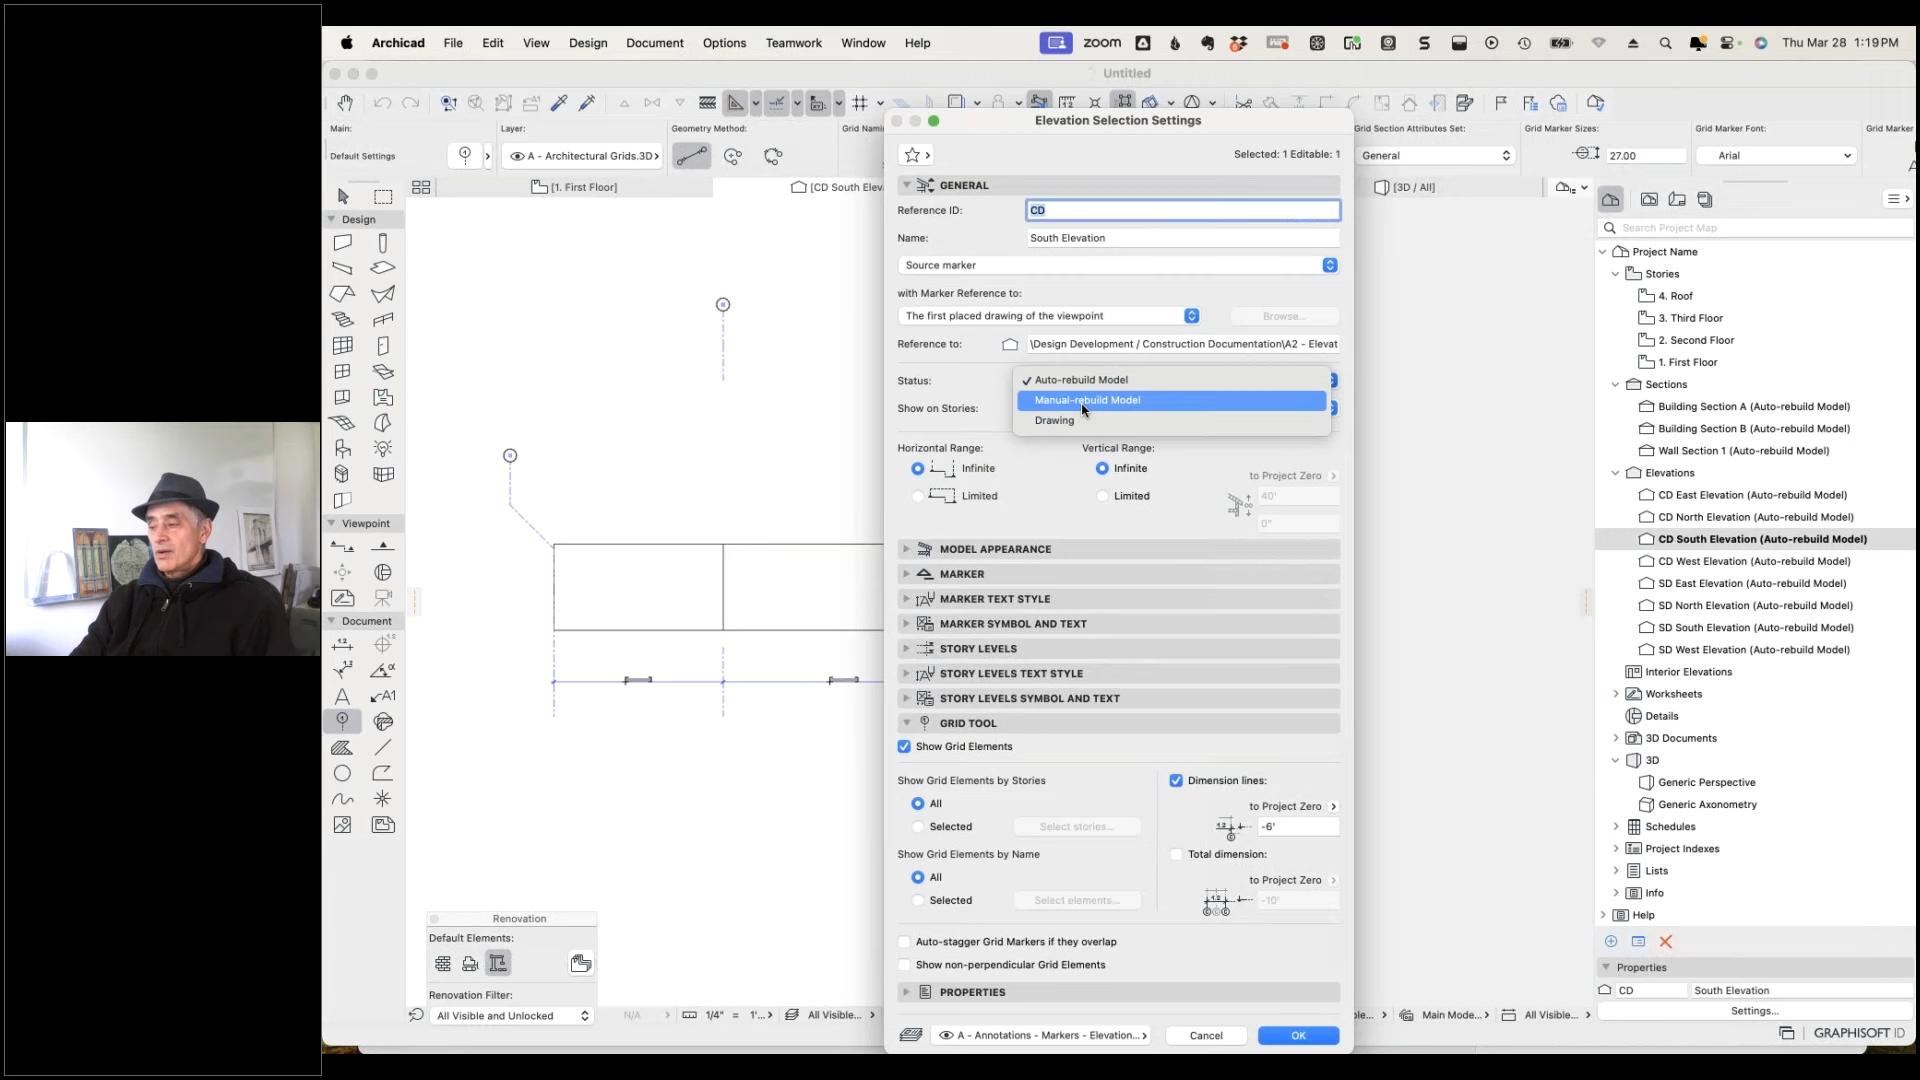 Archicad File Edit View Design Document Options Teamwork Window Help zoom Thu Mar 28 1:19 PM
Untitled
Main: Layer: Geometry Method: Grid Nami
Default Settings A - Architectural Grids.3D
Elevation Selection Settings
Grid Section Attributes Set: Grid Marker Sizes: Grid Marker Font: Grid Marker
General 27.00 Arial
Selected: 1 Editable: 1
[1. First Floor] [CD South Elev [3D / All]
Design
Viewpoint
Document
GENERAL
Reference ID: CD
Name: South Elevation
Source marker
with Marker Reference to:
The first placed drawing of the viewpoint Browse...
Reference to: \Design Development / Construction Documentation\A2 - Elevat
Status: Auto-rebuild Model
Manual-rebuild Model
Show on Stories:
Drawing
Horizontal Range: Vertical Range:
Infinite Infinite to Project Zero
Limited Limited 40'
0"
MODEL APPEARANCE
MARKER
MARKER TEXT STYLE
MARKER SYMBOL AND TEXT
STORY LEVELS
STORY LEVELS TEXT STYLE
STORY LEVELS SYMBOL AND TEXT
GRID TOOL
Show Grid Elements
Show Grid Elements by Stories Dimension lines:
All to Project Zero
Selected Select stories... -6'
Show Grid Elements by Name Total dimension:
All to Project Zero
Selected Select elements... -10'
Auto-stagger Grid Markers if they overlap
Show non-perpendicular Grid Elements
PROPERTIES
A - Annotations - Markers - Elevation... Cancel OK
Search Project Map
Project Name
Stories
4. Roof
3. Third Floor
2. Second Floor
1. First Floor
Sections
Building Section A (Auto-rebuild Model)
Building Section B (Auto-rebuild Model)
Wall Section 1 (Auto-rebuild Model)
Elevations
CD East Elevation (Auto-rebuild Model)
CD North Elevation (Auto-rebuild Model)
CD South Elevation (Auto-rebuild Model)
CD West Elevation (Auto-rebuild Model)
SD East Elevation (Auto-rebuild Model)
SD North Elevation (Auto-rebuild Model)
SD South Elevation (Auto-rebuild Model)
SD West Elevation (Auto-rebuild Model)
Interior Elevations
Worksheets
Details
3D Documents
3D
Generic Perspective
Generic Axonometry
Schedules
Project Indexes
Lists
Info
Help
Properties
CD South Elevation
Settings...
GRAPHISOFT ID
Renovation
Default Elements:
Renovation Filter:
All Visible and Unlocked
N/A 1/4" = 1'... All Visible...
ble... Main Mode... All Visible...